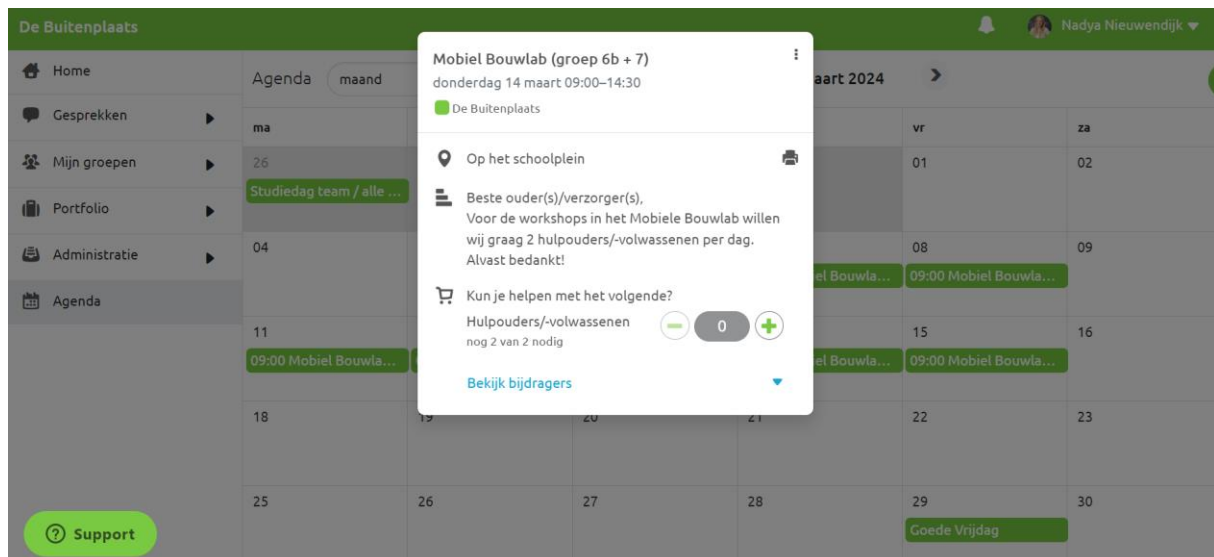 De Buitenplaats
Nadya Nieuwendijk
Home
Gesprekken
Mijn groepen
Portfolio
Administratie
Agenda
Support
Agenda
maand
aart 2024
Mobiel Bouwlab (groep 6b + 7)
donderdag 14 maart 09:00–14:30
De Buitenplaats
Op het schoolplein
Beste ouder(s)/verzorger(s),
Voor de workshops in het Mobiele Bouwlab willen
wij graag 2 hulpouders/-volwassenen per dag.
Alvast bedankt!
Kun je helpen met het volgende?
Hulpouders/-volwassenen
0
nog 2 van 2 nodig
Bekijk bijdragers
ma
vr
za
26
01
02
Studiedag team / alle ...
04
08
09
el Bouwla...
09:00 Mobiel Bouwla...
11
15
16
09:00 Mobiel Bouwla...
el Bouwla...
09:00 Mobiel Bouwla...
18
19
20
21
22
23
25
26
27
28
29
30
Goede Vrijdag